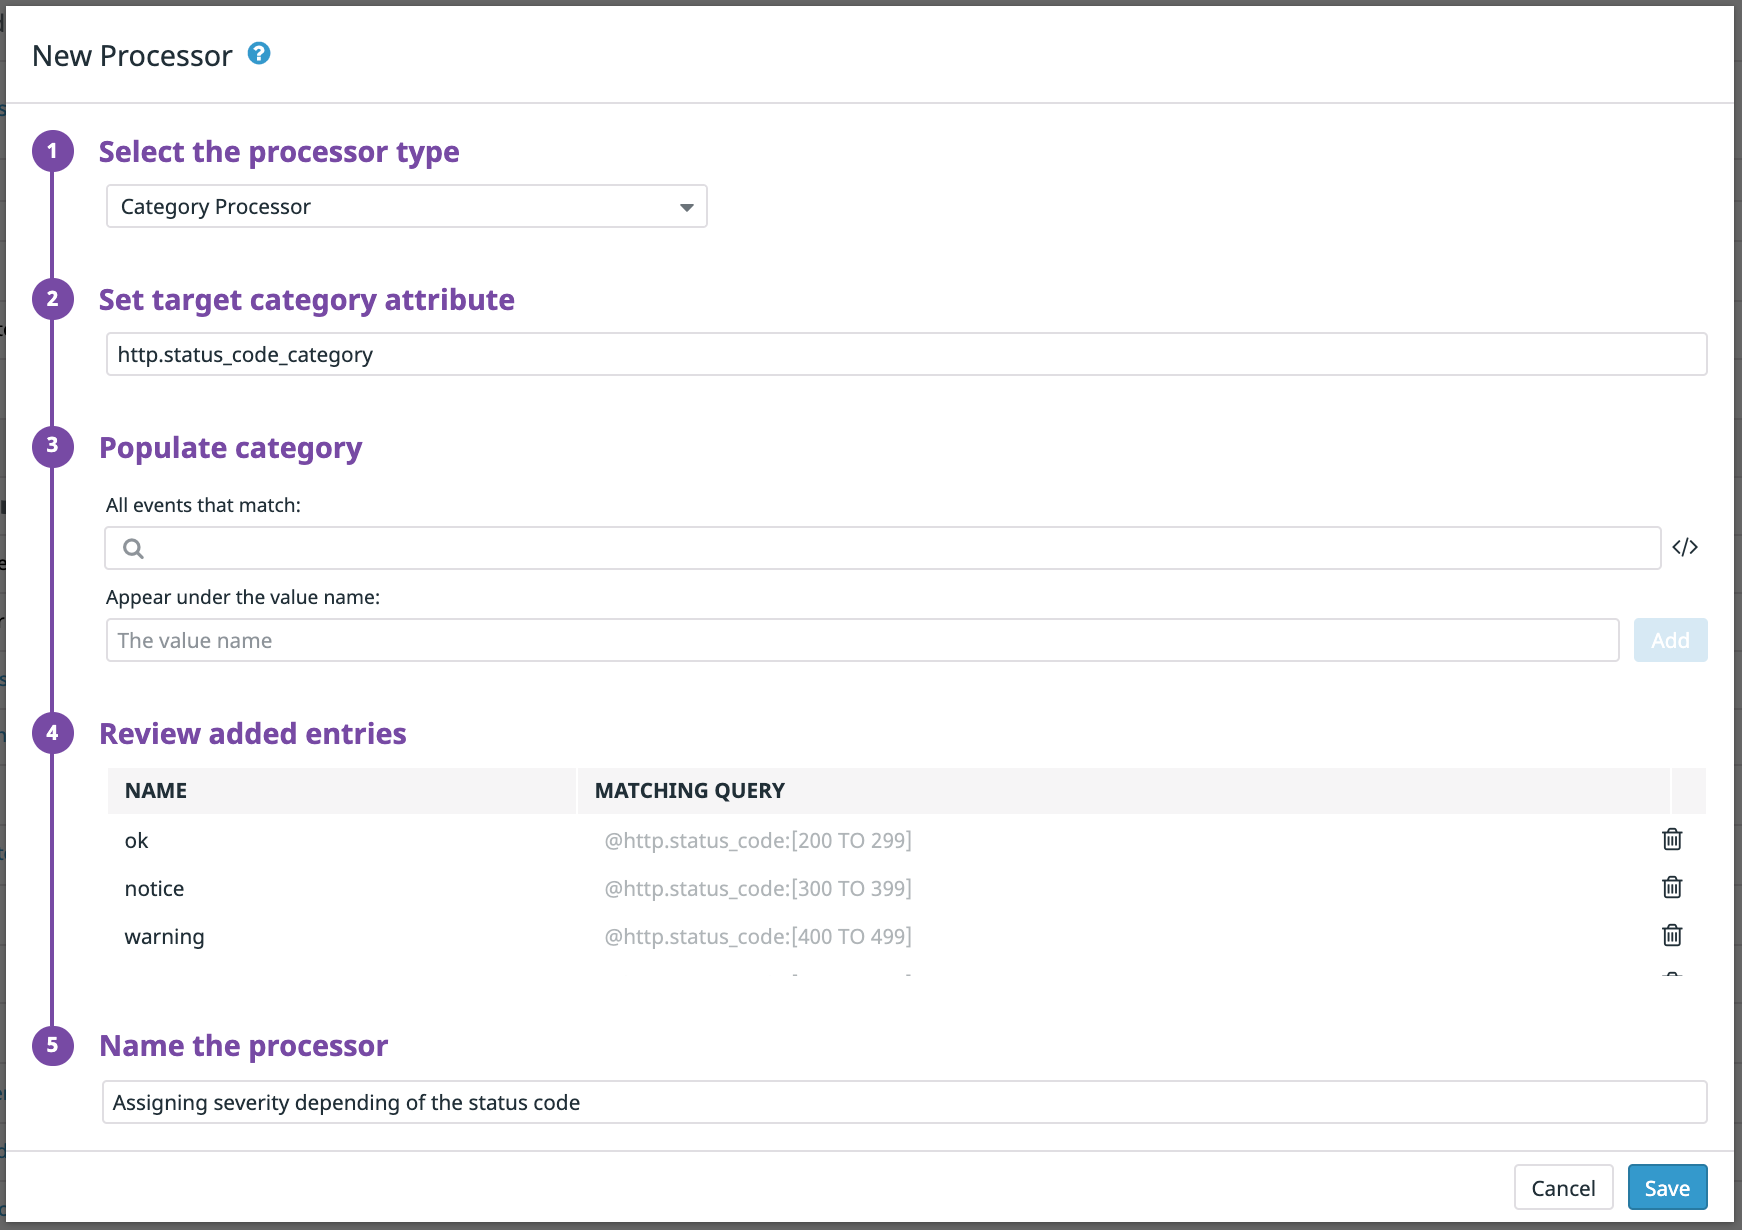 New Processor ?
1 Select the processor type
Category Processor
2 Set target category attribute
http.status_code_category
3 Populate category
All events that match:
</>
Appear under the value name:
The value name Add
4 Review added entries
NAME MATCHING QUERY
ok @http.status_code:[200 TO 299]
notice @http.status_code:[300 TO 399]
warning @http.status_code:[400 TO 499]
5 Name the processor
Assigning severity depending of the status code
Cancel Save